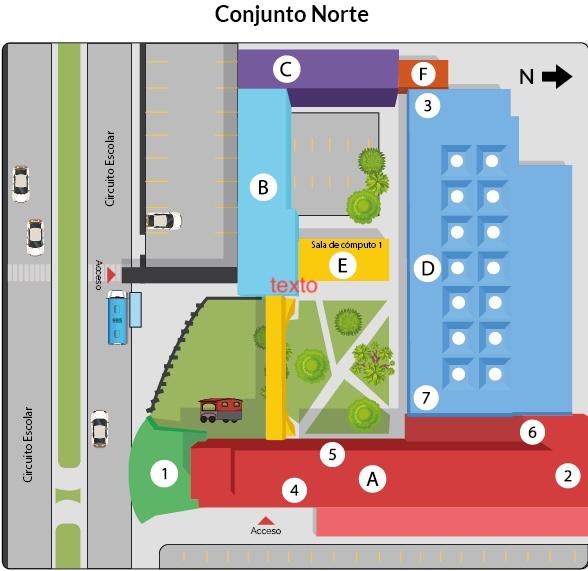 Conjunto Norte
C
F
N
3
Circuito Escolar
B
Sala de cómputo 1
E
D
Acceso
texto
7
6
5
1
A
2
4
Circuito Escolar
Acceso